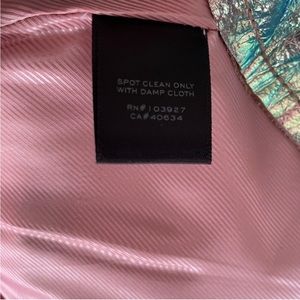 SPOT CLEAN ONLY
WITH DAMP CLOTH
RN#103927
CA#40634